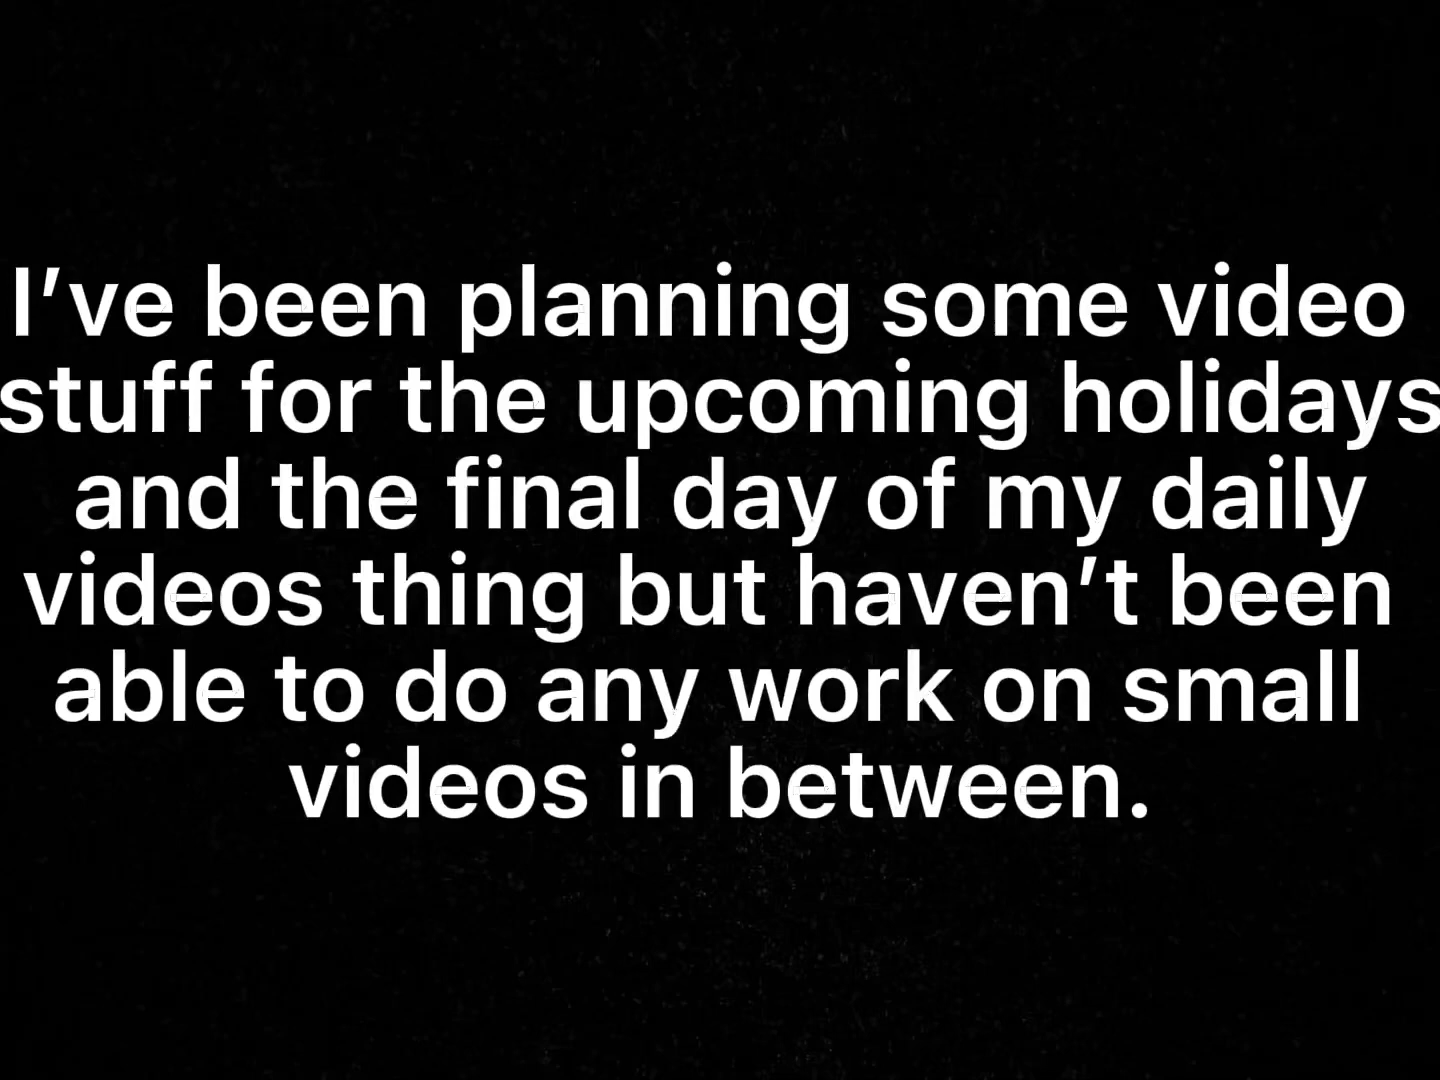 I’ve been planning some video
stuff for the upcoming holidays
and the final day of my daily
videos thing but haven’t been
able to do any work on small
videos in between.